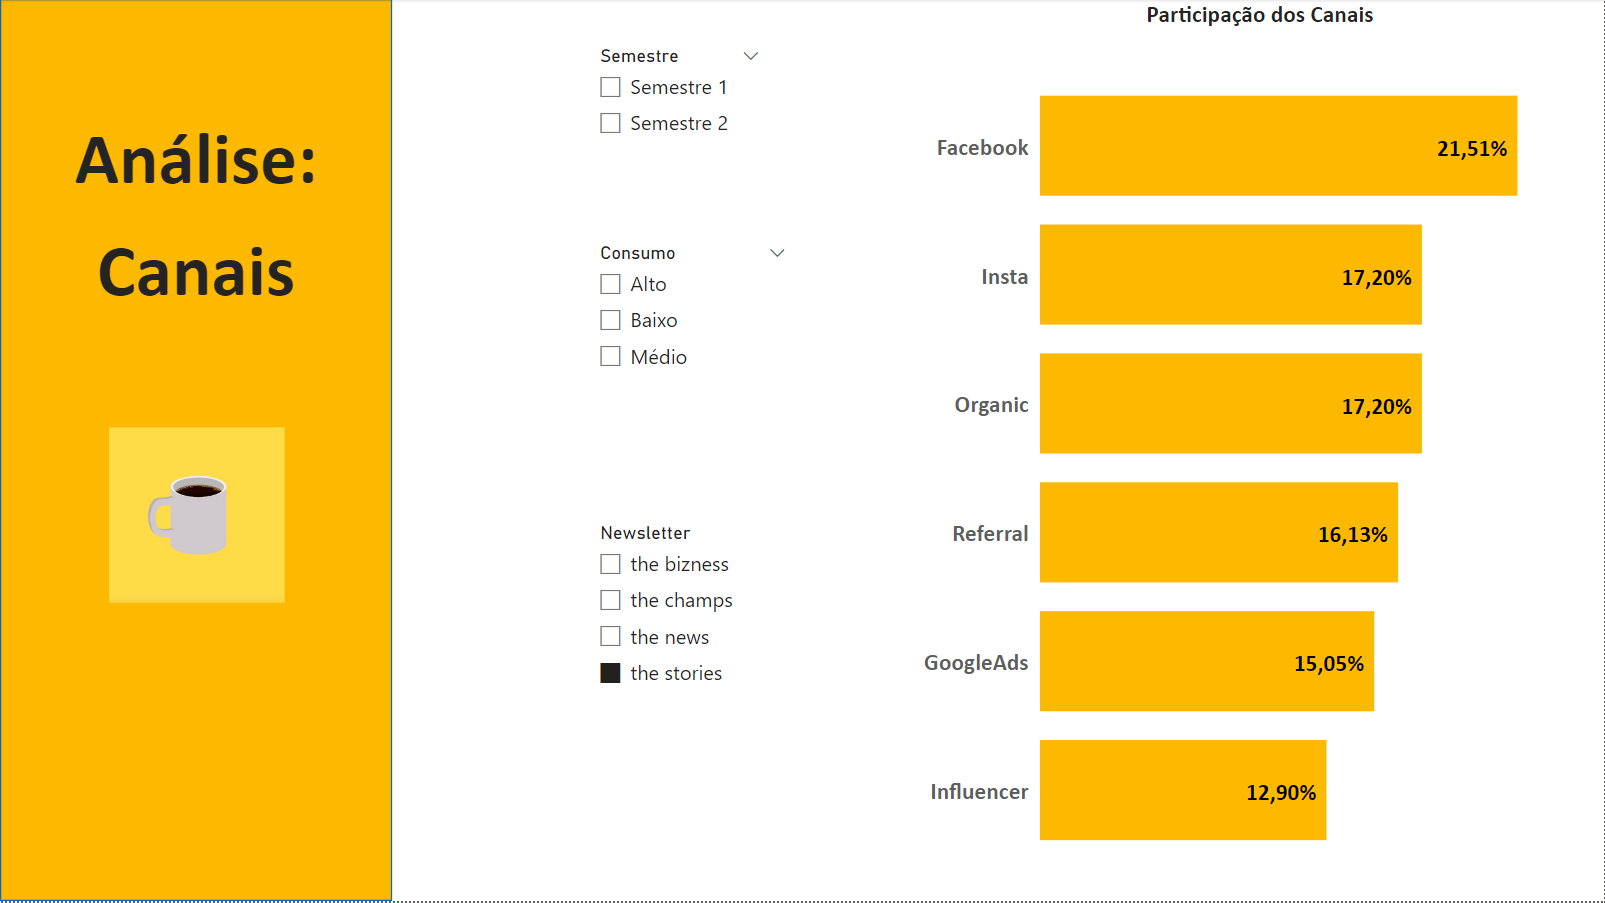 Análise:
Canais
Semestre
Semestre 1
Semestre 2
Consumo
Alto
Baixo
Médio
Newsletter
the bizness
the champs
the news
the stories
Participação dos Canais
Facebook 21,51%
Insta 17,20%
Organic 17,20%
Referral 16,13%
GoogleAds 15,05%
Influencer 12,90%